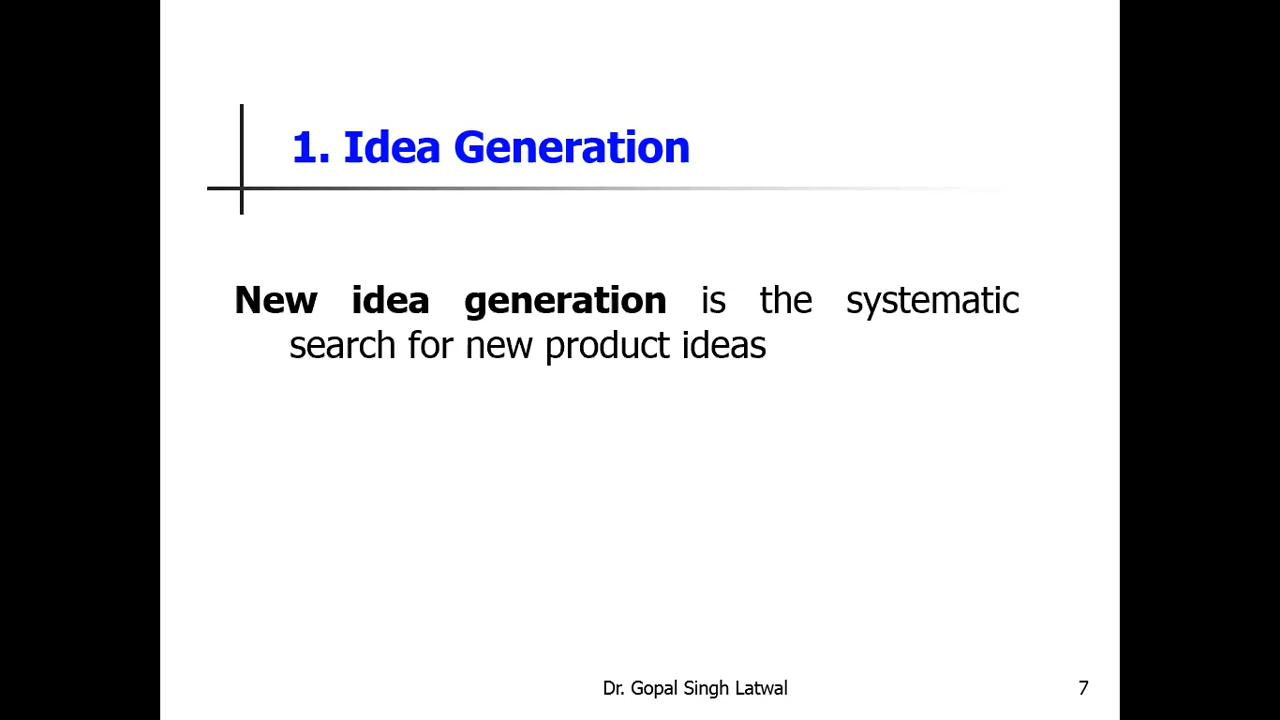 1. Idea Generation
New idea generation is the systematic
search for new product ideas
Dr. Gopal Singh Latwal
7